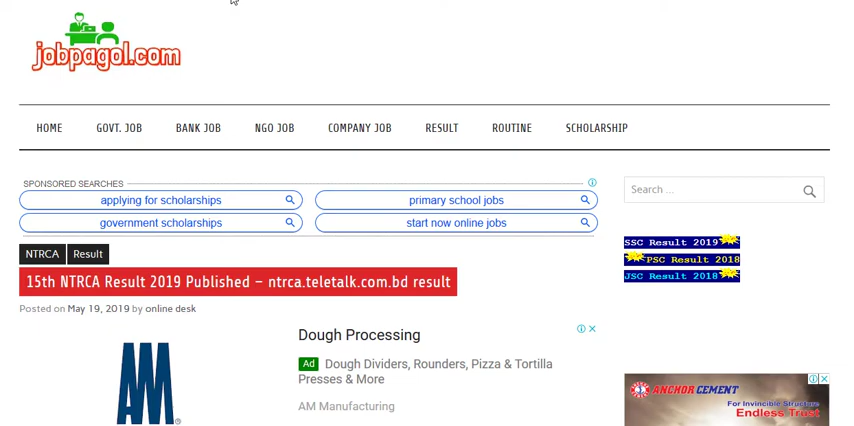 jobpagol.com
HOME GOVT. JOB BANK JOB NGO JOB COMPANY JOB RESULT ROUTINE SCHOLARSHIP
SPONSORED SEARCHES
applying for scholarships primary school jobs
government scholarships start now online jobs
NTRCA Result
15th NTRCA Result 2019 Published – ntrca.teletalk.com.bd result
Posted on May 19, 2019 by online desk
AM
Dough Processing
Ad Dough Dividers, Rounders, Pizza & Tortilla
Presses & More
AM Manufacturing
Search ...
SSC Result 2019
PSC Result 2018
JSC Result 2018
ANCHOR CEMENT
For Invincible Structure
Endless Trust